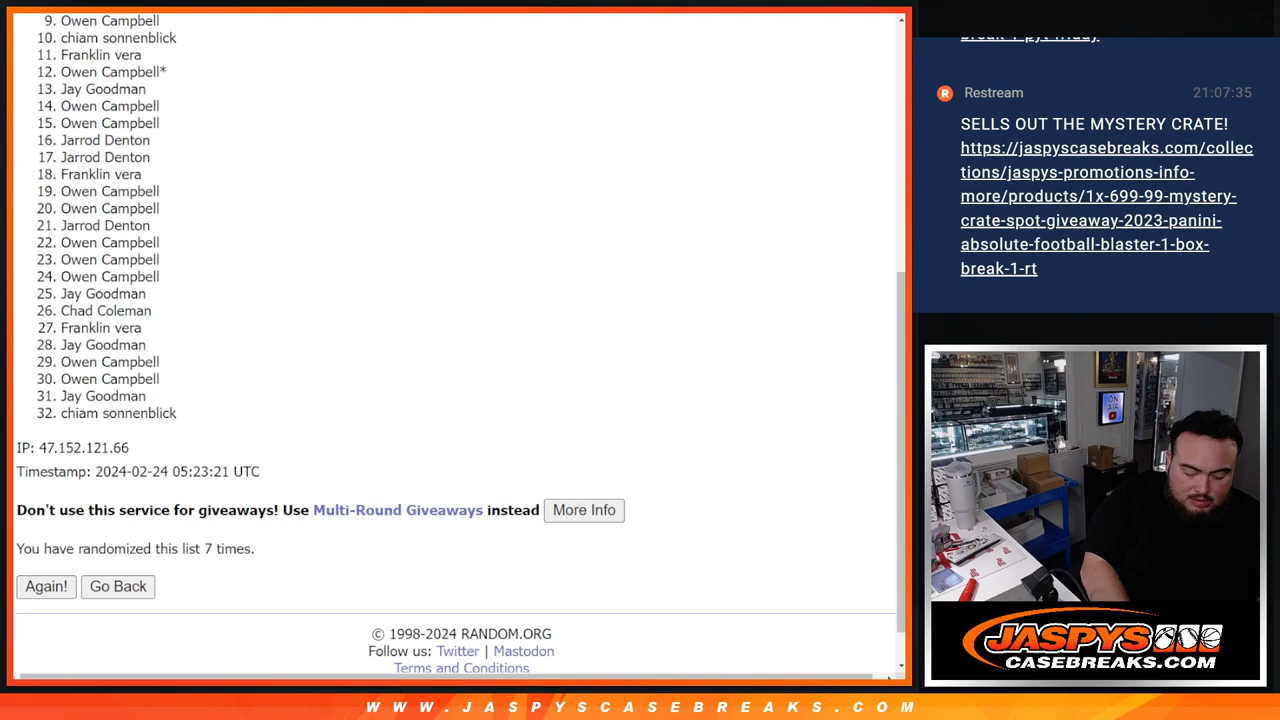 9. Owen Campbell
10. chiam sonnenblick
11. Franklin vera
12. Owen Campbell*
13. Jay Goodman
14. Owen Campbell
15. Owen Campbell
16. Jarrod Denton
17. Jarrod Denton
18. Franklin vera
19. Owen Campbell
20. Owen Campbell
21. Jarrod Denton
22. Owen Campbell
23. Owen Campbell
24. Owen Campbell
25. Jay Goodman
26. Chad Coleman
27. Franklin vera
28. Jay Goodman
29. Owen Campbell
30. Owen Campbell
31. Jay Goodman
32. chiam sonnenblick
IP: 47.152.121.66
Timestamp: 2024-02-24 05:23:21 UTC
Don't use this service for giveaways! Use Multi-Round Giveaways instead More Info
You have randomized this list 7 times.
Again! Go Back
© 1998-2024 RANDOM.ORG
Follow us: Twitter | Mastodon
Terms and Conditions
break-1-pyt-friday
R Restream 21:07:35
SELLS OUT THE MYSTERY CRATE!
https://jaspyscasebreaks.com/collec
tions/jaspys-promotions-info-
more/products/1x-699-99-mystery-
crate-spot-giveaway-2023-panini-
absolute-football-blaster-1-box-
break-1-rt
ON
AIR
JASPYS
CASEBREAKS.COM
WWW.JASPYSCASEBREAKS.COM